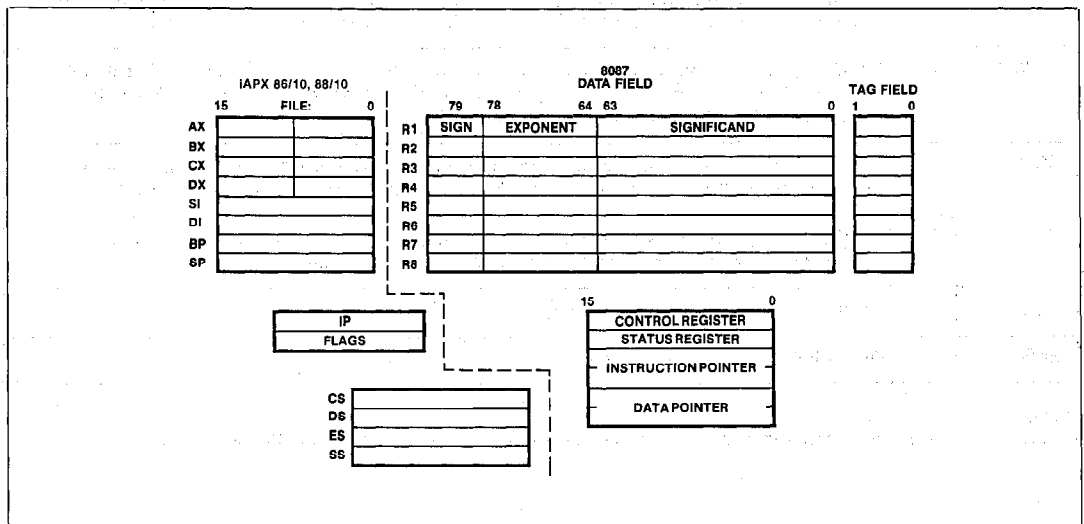 iAPX 86/10, 88/10
15 FILE: 0
AX
BX
CX
DX
SI
DI
BP
SP
8087
DATA FIELD
79 78 64 63 0
R1 SIGN EXPONENT SIGNIFICAND
R2
R3
R4
R5
R6
R7
R8
TAG FIELD
1 0
IP
FLAGS
CS
DS
ES
SS
15 0
CONTROL REGISTER
STATUS REGISTER
INSTRUCTION POINTER
DATA POINTER